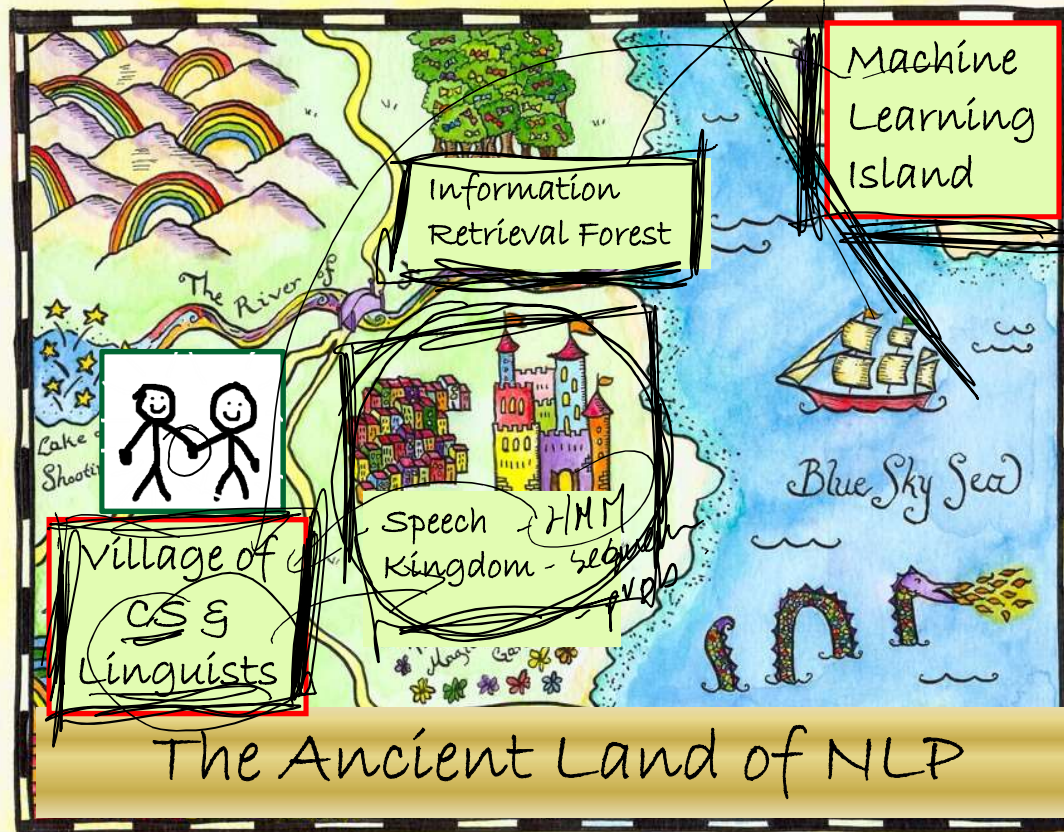 Machine
Learning
Island
Information
Retrieval Forest
The River of
Lake
Shooti
Speech - HMM
Kingdom -
Blue Sky Sea
Village of
CS &
Linguists
Magic
The Ancient Land of NLP